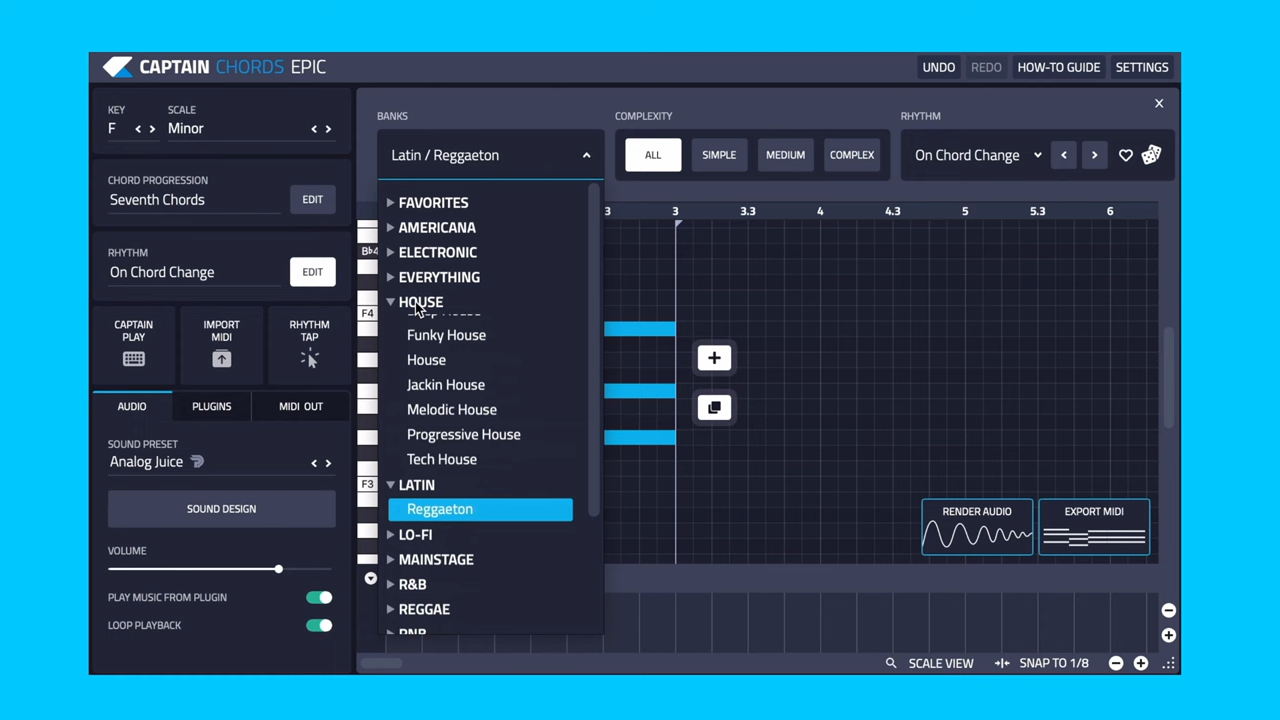 CAPTAIN CHORDS EPIC
UNDO
REDO
HOW-TO GUIDE
SETTINGS
KEY
SCALE
F
Minor
CHORD PROGRESSION
Seventh Chords
EDIT
RHYTHM
On Chord Change
EDIT
CAPTAIN
PLAY
IMPORT
MIDI
RHYTHM
TAP
AUDIO
PLUGINS
MIDI OUT
SOUND PRESET
Analog Juice
SOUND DESIGN
VOLUME
PLAY MUSIC FROM PLUGIN
LOOP PLAYBACK
BANKS
Latin / Reggaeton
FAVORITES
AMERICANA
ELECTRONIC
EVERYTHING
HOUSE
Funky House
House
Jackin House
Melodic House
Progressive House
Tech House
LATIN
Reggaeton
LO-FI
MAINSTAGE
R&B
REGGAE
COMPLEXITY
ALL
SIMPLE
MEDIUM
COMPLEX
RHYTHM
On Chord Change
3 3 3.3 4 4.3 5 5.3 6
Bb4
F4
F3
RENDER AUDIO
EXPORT MIDI
SCALE VIEW
SNAP TO 1/8